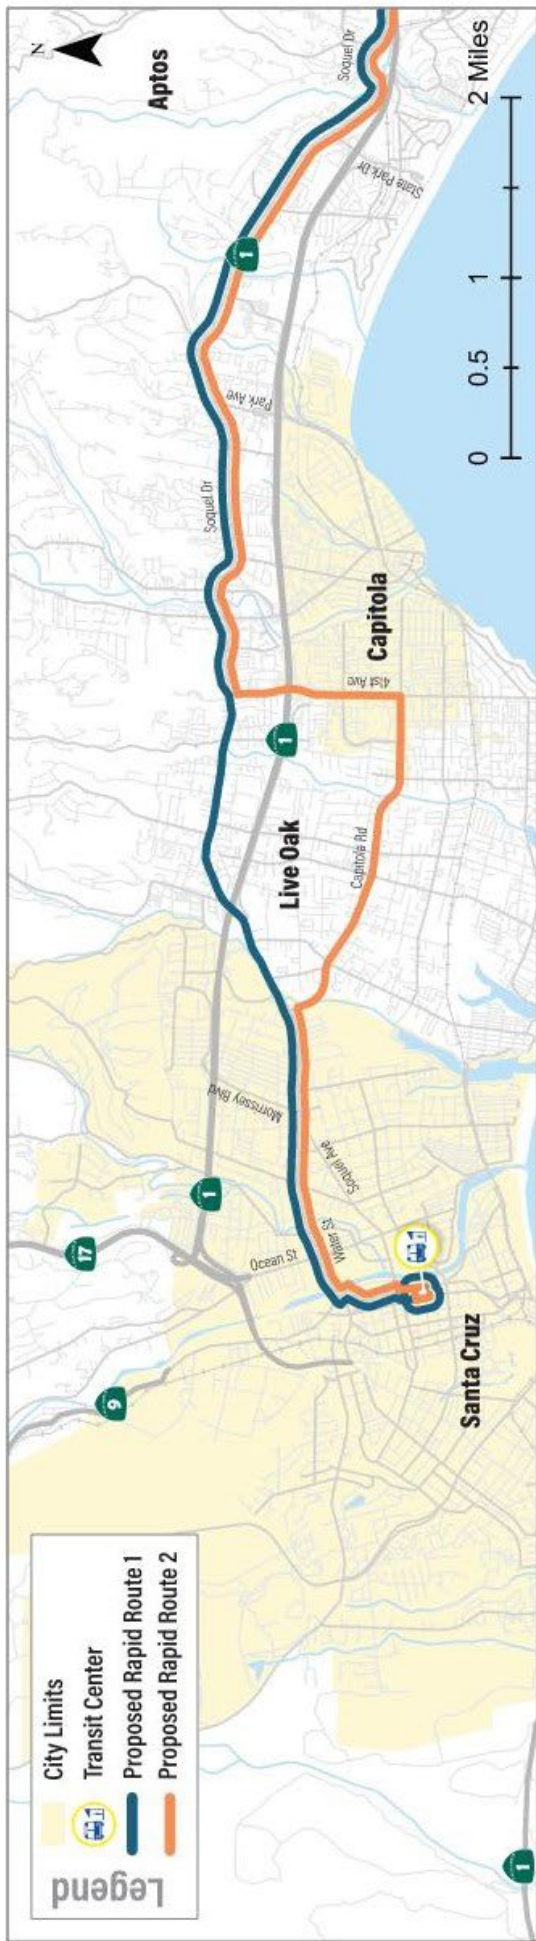 Legend
City Limits
Transit Center
Proposed Rapid Route 1
Proposed Rapid Route 2
N
Aptos
Soquel Dr
State Park Dr
1
Park Ave
Soquel Dr
Capitola
41st Ave
1
Live Oak
Capitola Rd
Morrissey Blvd
Soquel Ave
1
17
Ocean St
Water St
9
Santa Cruz
1
0 0.5 1 2 Miles